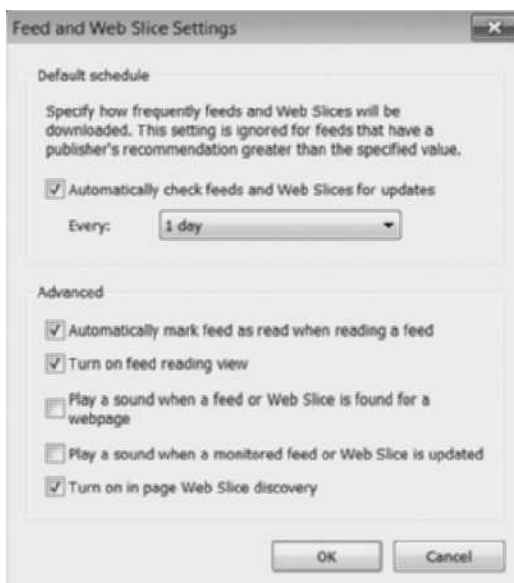 Feed and Web Slice Settings
Default schedule
Specify how frequently feeds and Web Slices will be
downloaded. This setting is ignored for feeds that have a
publisher's recommendation greater than the specified value.
Automatically check feeds and Web Slices for updates
Every: 1 day
Advanced
Automatically mark feed as read when reading a feed
Turn on feed reading view
Play a sound when a feed or Web Slice is found for a
webpage
Play a sound when a monitored feed or Web Slice is updated
Turn on in page Web Slice discovery
OK Cancel